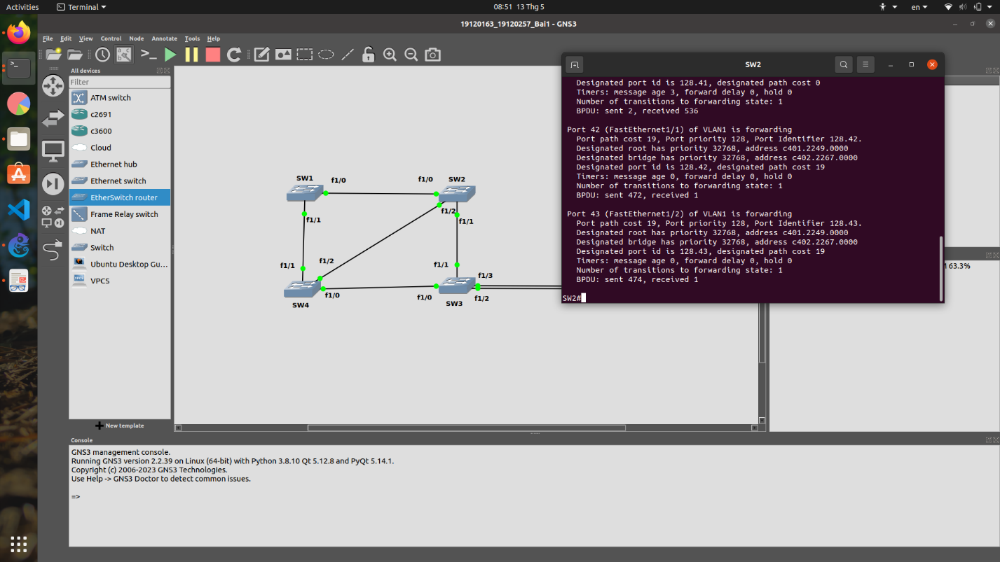 Activities
Terminal
08:51 13 Thg 5
en
19120163_19120257_Bai1 - GNS3
File Edit View Control Node Annotate Tools Help
All devices
Filter
ATM switch
c2691
c3600
Cloud
Ethernet hub
Ethernet switch
EtherSwitch router
Frame Relay switch
NAT
Switch
Ubuntu Desktop Gu...
VPCS
New template
SW1
f1/0
f1/0
SW2
f1/2
f1/1
f1/1
f1/1
f1/2
f1/1
f1/3
f1/0
f1/0
f1/2
SW4
SW3
SW2
Designated port id is 128.41, designated path cost 0
Timers: message age 3, forward delay 0, hold 0
Number of transitions to forwarding state: 1
BPDU: sent 2, received 536
Port 42 (FastEthernet1/1) of VLAN1 is forwarding
Port path cost 19, Port priority 128, Port Identifier 128.42.
Designated root has priority 32768, address c401.2249.0000
Designated bridge has priority 32768, address c402.2267.0000
Designated port id is 128.42, designated path cost 19
Timers: message age 0, forward delay 0, hold 0
Number of transitions to forwarding state: 1
BPDU: sent 472, received 1
Port 43 (FastEthernet1/2) of VLAN1 is forwarding
Port path cost 19, Port priority 128, Port Identifier 128.43.
Designated root has priority 32768, address c401.2249.0000
Designated bridge has priority 32768, address c402.2267.0000
Designated port id is 128.43, designated path cost 19
Timers: message age 0, forward delay 0, hold 0
Number of transitions to forwarding state: 1
BPDU: sent 474, received 1
SW2#
63.3%
Console
GNS3 management console.
Running GNS3 version 2.2.39 on Linux (64-bit) with Python 3.8.10 Qt 5.12.8 and PyQt 5.14.1.
Copyright (c) 2006-2023 GNS3 Technologies.
Use Help -> GNS3 Doctor to detect common issues.
=>